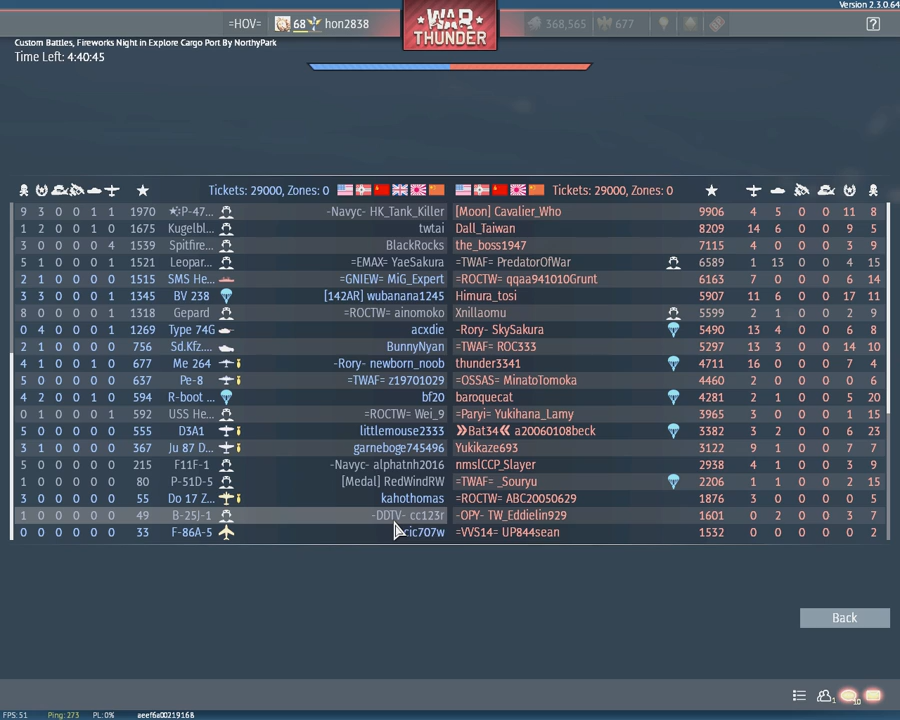 Version 2.3.0.64
=HOV= 68 hon2838 WAR THUNDER 368,565 677 ?
Custom Battles, Fireworks Night in Explore Cargo Port By NorthyPark
Time Left: 4:40:45
Tickets: 29000, Zones: 0 Tickets: 29000, Zones: 0
9 3 0 0 1 1 1970 P-47... -Navyc- HK_Tank_Killer [Moon] Cavalier_Who 9906 4 5 0 0 11 8
1 2 0 0 1 0 1675 Kugelbl... twtai Dall_Taiwan 8209 14 6 0 0 9 5
3 0 0 0 0 4 1539 Spitfire... BlackRocks the_boss1947 7115 4 0 0 0 3 9
5 1 0 0 0 1 1521 Leopar... =EMAX= YaeSakura =TWAF= PredatorOfWar 6589 1 13 0 0 4 15
2 1 0 0 0 1 1515 SMS He... =GNIEW= MiG_Expert =ROCTW= qqaa941010Grunt 6163 7 0 0 0 6 14
3 3 0 0 0 1 1345 BV 238 [142AR] wubanana1245 Himura_tosi 5907 11 6 0 0 17 11
8 0 0 0 0 1 1318 Gepard =ROCTW= ainomoko Xnillaomu 5599 2 1 0 0 2 9
0 4 0 0 0 1 1269 Type 74G acxdie -Rory- SkySakura 5490 13 4 0 0 6 8
2 1 0 0 0 0 756 Sd.Kfz.... BunnyNyan =TWAF= ROC333 5297 13 3 0 0 14 10
4 1 0 0 1 0 677 Me 264 -Rory- newborn_noob thunder3341 4711 16 0 0 0 7 4
5 0 0 0 0 0 637 Pe-8 =TWAF= z19701029 =OSSAS= MinatoTomoka 4460 2 0 0 0 0 6
4 2 0 0 1 0 594 R-boot ... bf20 baroquecat 4281 2 1 0 0 5 20
0 1 0 0 0 0 592 USS He... =ROCTW= Wei_9 =Paryi= Yukihana_Lamy 3965 3 0 0 0 1 15
5 0 0 0 0 0 555 D3A1 littlemouse2333 »Bat34« a20060108beck 3382 3 2 0 0 6 23
3 1 0 0 0 0 367 Ju 87 D... garneboge745496 Yukikaze693 3122 9 1 0 0 7 7
5 0 0 0 0 0 215 F11F-1 -Navyc- alphatnh2016 nmslCCP_Slayer 2938 4 1 0 0 3 9
1 0 0 0 0 0 80 P-51D-5 [Medal] RedWindRW =TWAF= _Souryu 2206 1 1 0 0 2 15
3 0 0 0 0 0 55 Do 17 Z... kahothomas =ROCTW= ABC20050629 1876 3 0 0 0 0 5
1 0 0 0 0 0 49 B-25J-1 -DDTV- cc123r -OPY- TW_Eddielin929 1601 0 2 0 0 3 7
0 0 0 0 0 0 33 F-86A-5 cic707w =VVS14= UP844sean 1532 0 0 0 0 0 2
Back
1 10
FPS:51 Ping:273 PL:0% aeef6a00219168